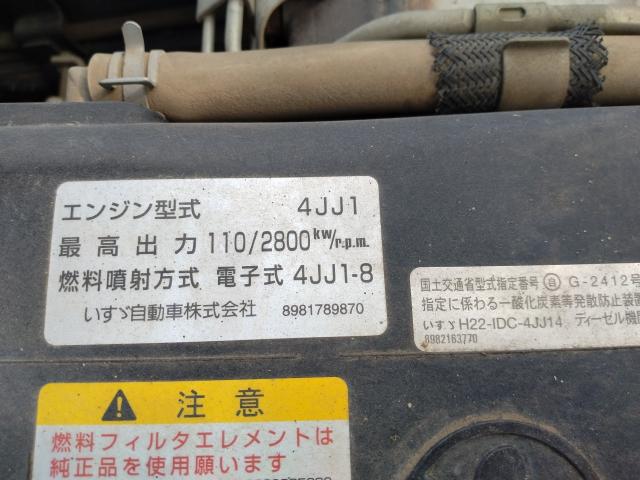 エンジン型式 4JJ1
最高出力 110/2800kw/r.p.m.
燃料噴射方式 電子式 4JJ1-8
いすゞ自動車株式会社 8981789870
国土交通省型式指定番号 自 G-2412号
指定に係わる一酸化炭素等発散防止装
いすゞ H22-IDC-4JJ14 ディーゼル機
8982163770
注意
燃料フィルタエレメントは
純正品を使用願います